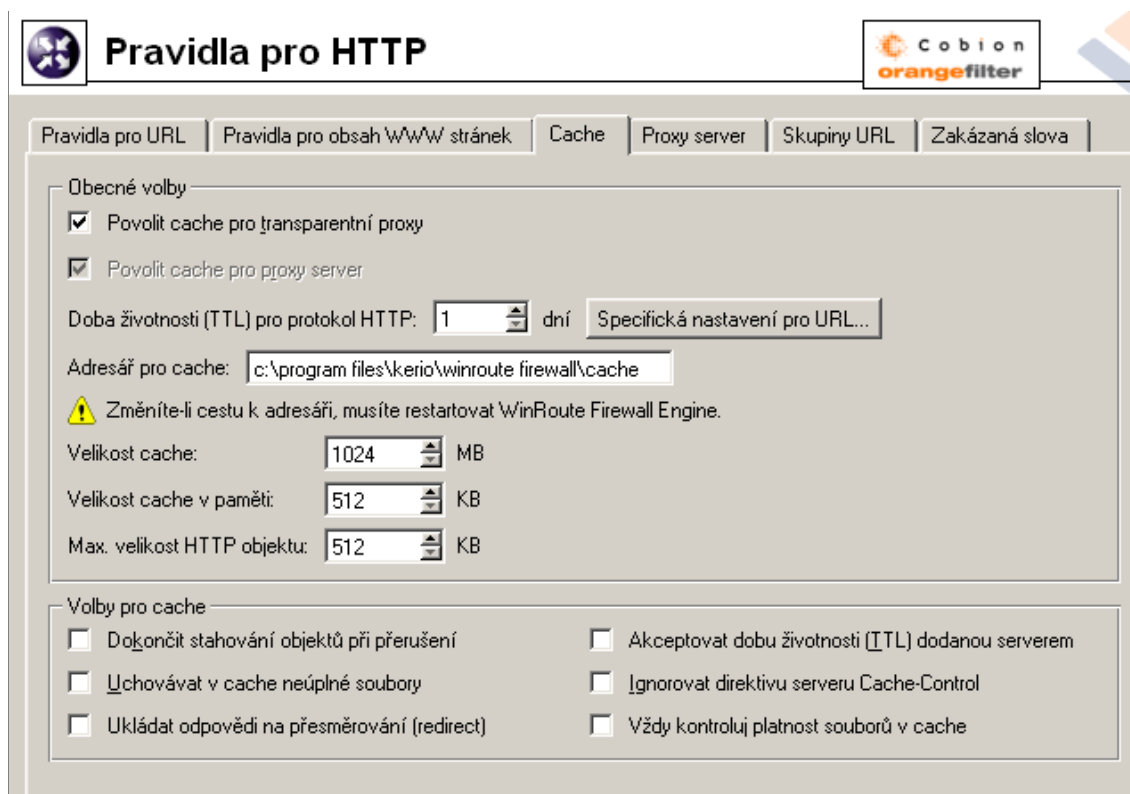 Pravidla pro HTTP
Cobion
orangefilter
Pravidla pro URL
Pravidla pro obsah WWW stránek
Cache
Proxy server
Skupiny URL
Zakázaná slova
Obecné volby
Povolit cache pro transparentní proxy
Povolit cache pro proxy server
Doba životnosti (TTL) pro protokol HTTP: 1 dní Specifická nastavení pro URL...
Adresář pro cache: c:\program files\kerio\winroute firewall\cache
Změníte-li cestu k adresáři, musíte restartovat WinRoute Firewall Engine.
Velikost cache: 1024 MB
Velikost cache v paměti: 512 KB
Max. velikost HTTP objektu: 512 KB
Volby pro cache
Dokončit stahování objektů při přerušení
Uchovávat v cache neúplné soubory
Ukládat odpovědi na přesměrování (redirect)
Akceptovat dobu životnosti (TTL) dodanou serverem
Ignorovat direktivu serveru Cache-Control
Vždy kontroluj platnost souborů v cache